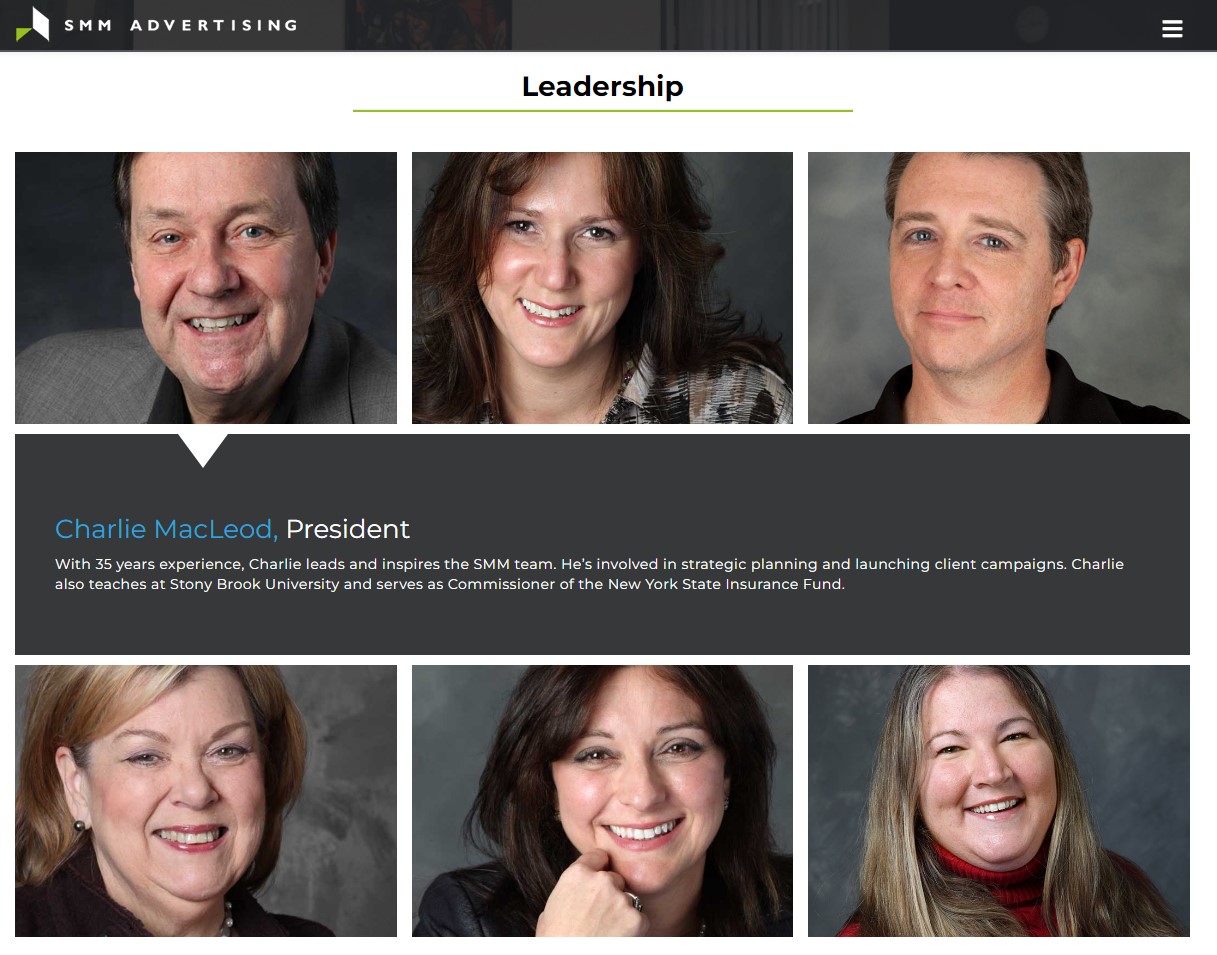 SMM ADVERTISING
Leadership
Charlie MacLeod, President
With 35 years experience, Charlie leads and inspires the SMM team. He’s involved in strategic planning and launching client campaigns. Charlie
also teaches at Stony Brook University and serves as Commissioner of the New York State Insurance Fund.